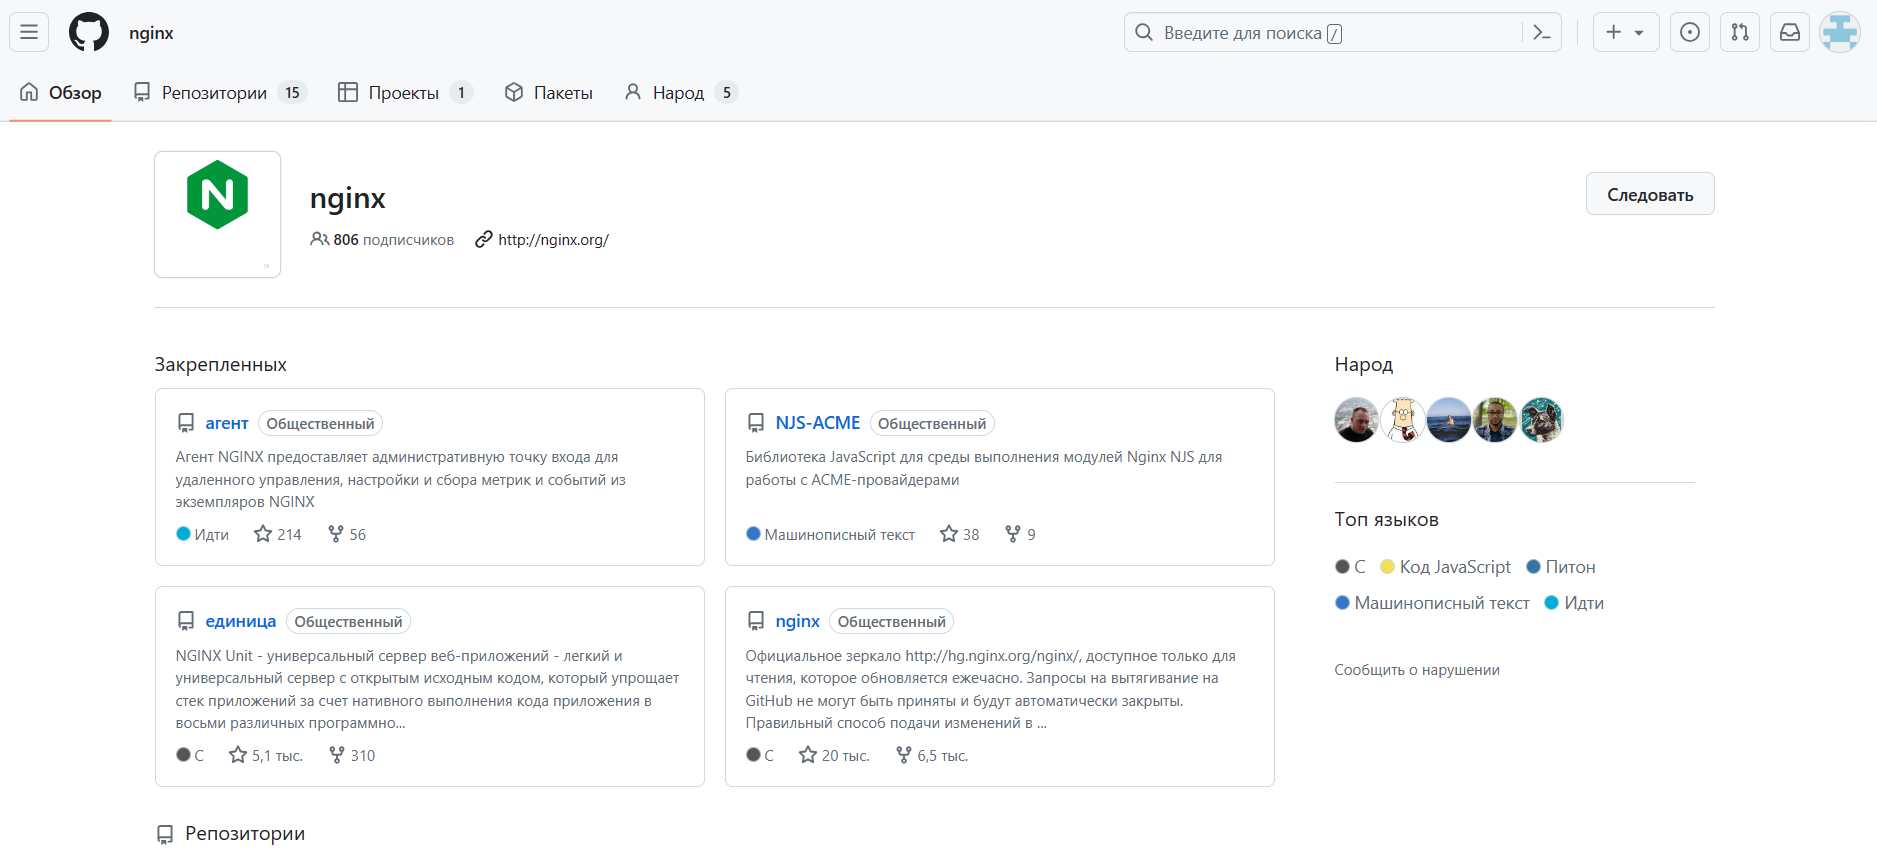 nginx
Введите для поиска /
Обзор
Репозитории 15
Проекты 1
Пакеты
Народ 5
N
nginx
Следовать
806 подписчиков
http://nginx.org/
Закрепленных
агент Общественный
Агент NGINX предоставляет административную точку входа для
удаленного управления, настройки и сбора метрик и событий из
экземпляров NGINX
Идти 214 56
NJS-ACME Общественный
Библиотека JavaScript для среды выполнения модулей Nginx NJS для
работы с ACME-провайдерами
Машинописный текст 38 9
единица Общественный
NGINX Unit - универсальный сервер веб-приложений - легкий и
универсальный сервер с открытым исходным кодом, который упрощает
стек приложений за счет нативного выполнения кода приложения в
восьми различных программно...
C 5,1 тыс. 310
nginx Общественный
Официальное зеркало http://hg.nginx.org/nginx/, доступное только для
чтения, которое обновляется ежечасно. Запросы на вытягивание на
GitHub не могут быть приняты и будут автоматически закрыты.
Правильный способ подачи изменений в ...
C 20 тыс. 6,5 тыс.
Репозитории
Народ
Топ языков
C Код JavaScript Питон
Машинописный текст Идти
Сообщить о нарушении